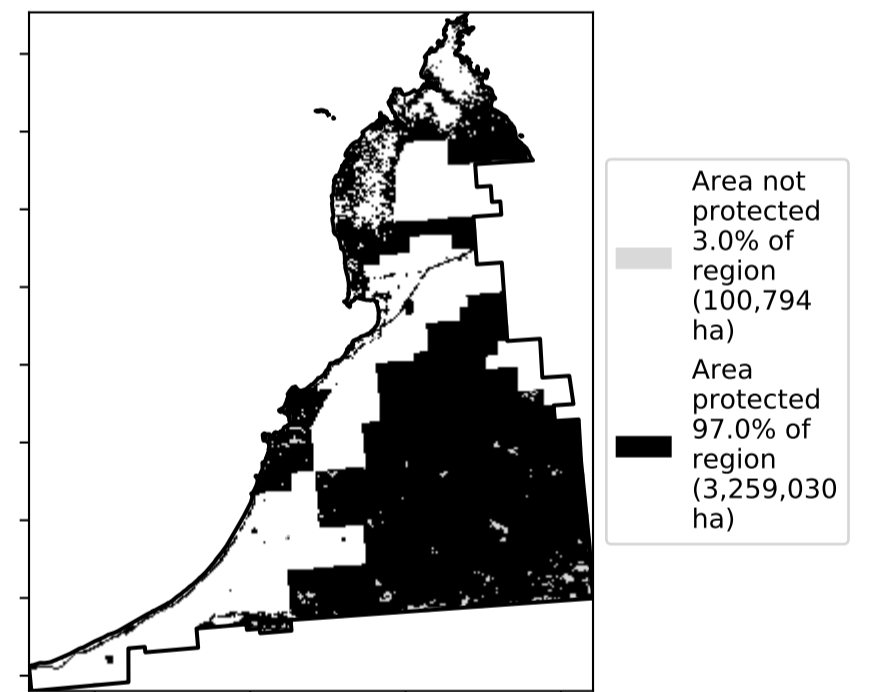 Area not
protected
3.0% of
region
(100,794
ha)
Area
protected
97.0% of
region
(3,259,030
ha)